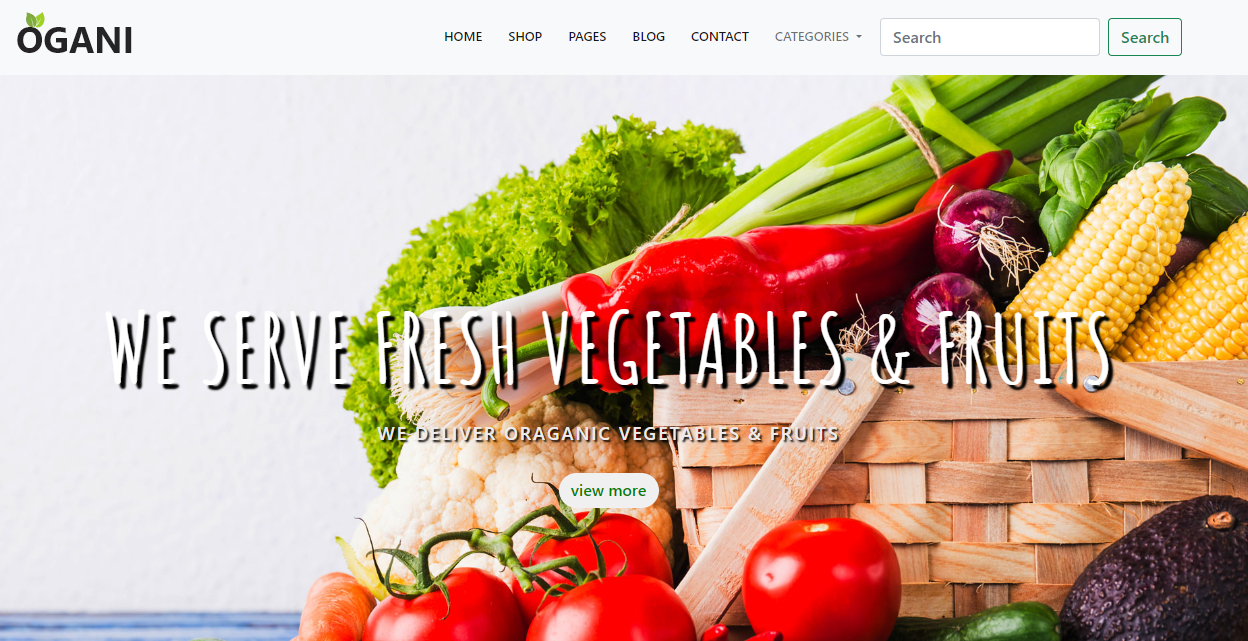 OGANI
HOME SHOP PAGES BLOG CONTACT CATEGORIES Search Search
WE SERVE FRESH VEGETABLES & FRUITS
WE DELIVER ORAGANIC VEGETABLES & FRUITS
view more